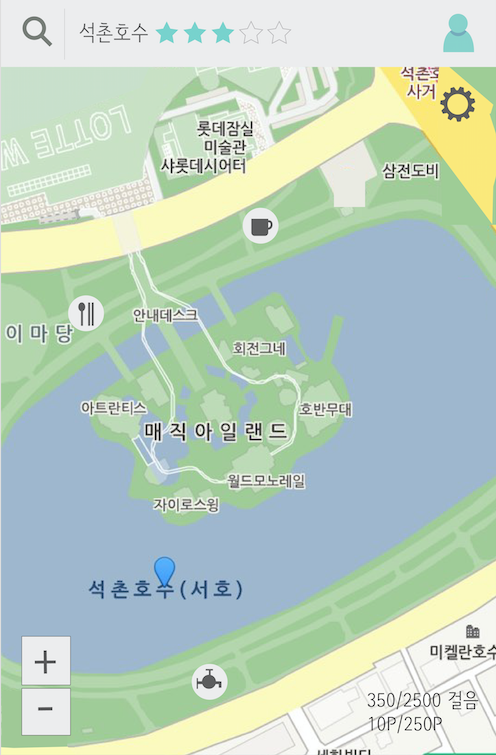 석촌호수
석촌
사거
LOTTE W
롯데잠실
미술관
샤롯데시어터
삼전도비
안내데스크
이마당
회전그네
아트란티스
호반무대
매직아일랜드
월드모노레일
자이로스윙
석촌호수(서호)
+
-
미켈란호수
350/2500 걸음
10P/250P